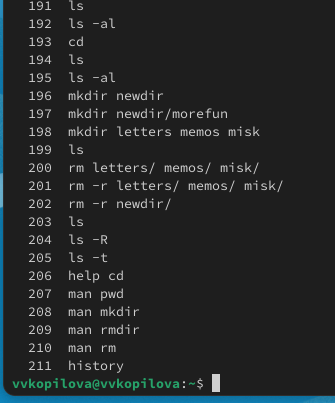 191 ls
192 ls -al
193 cd
194 ls
195 ls -al
196 mkdir newdir
197 mkdir newdir/morefun
198 mkdir letters memos misk
199 ls
200 rm letters/ memos/ misk/
201 rm -r letters/ memos/ misk/
202 rm -r newdir/
203 ls
204 ls -R
205 ls -t
206 help cd
207 man pwd
208 man mkdir
209 man rmdir
210 man rm
211 history
vvkopilova@vvkopilova:~$